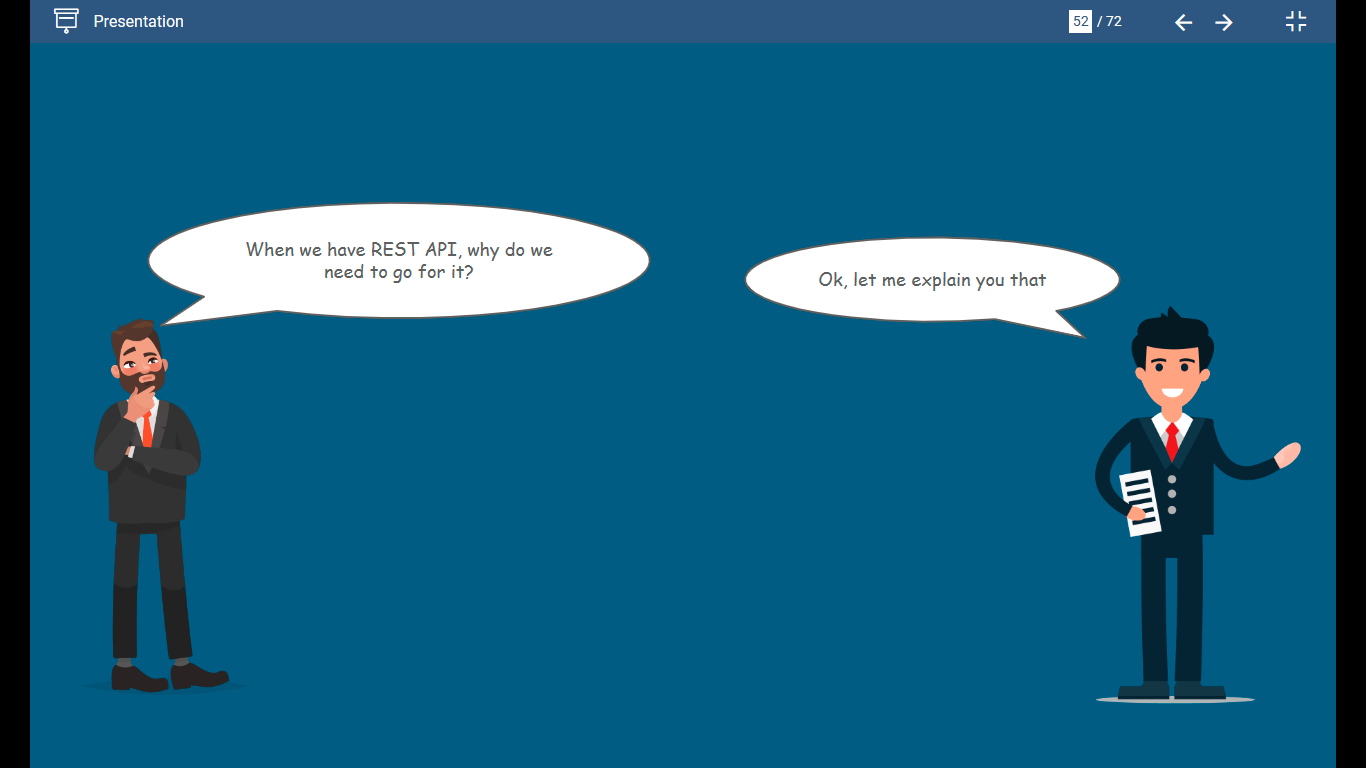 Presentation
52 / 72
When we have REST API, why do we
need to go for it?
Ok, let me explain you that